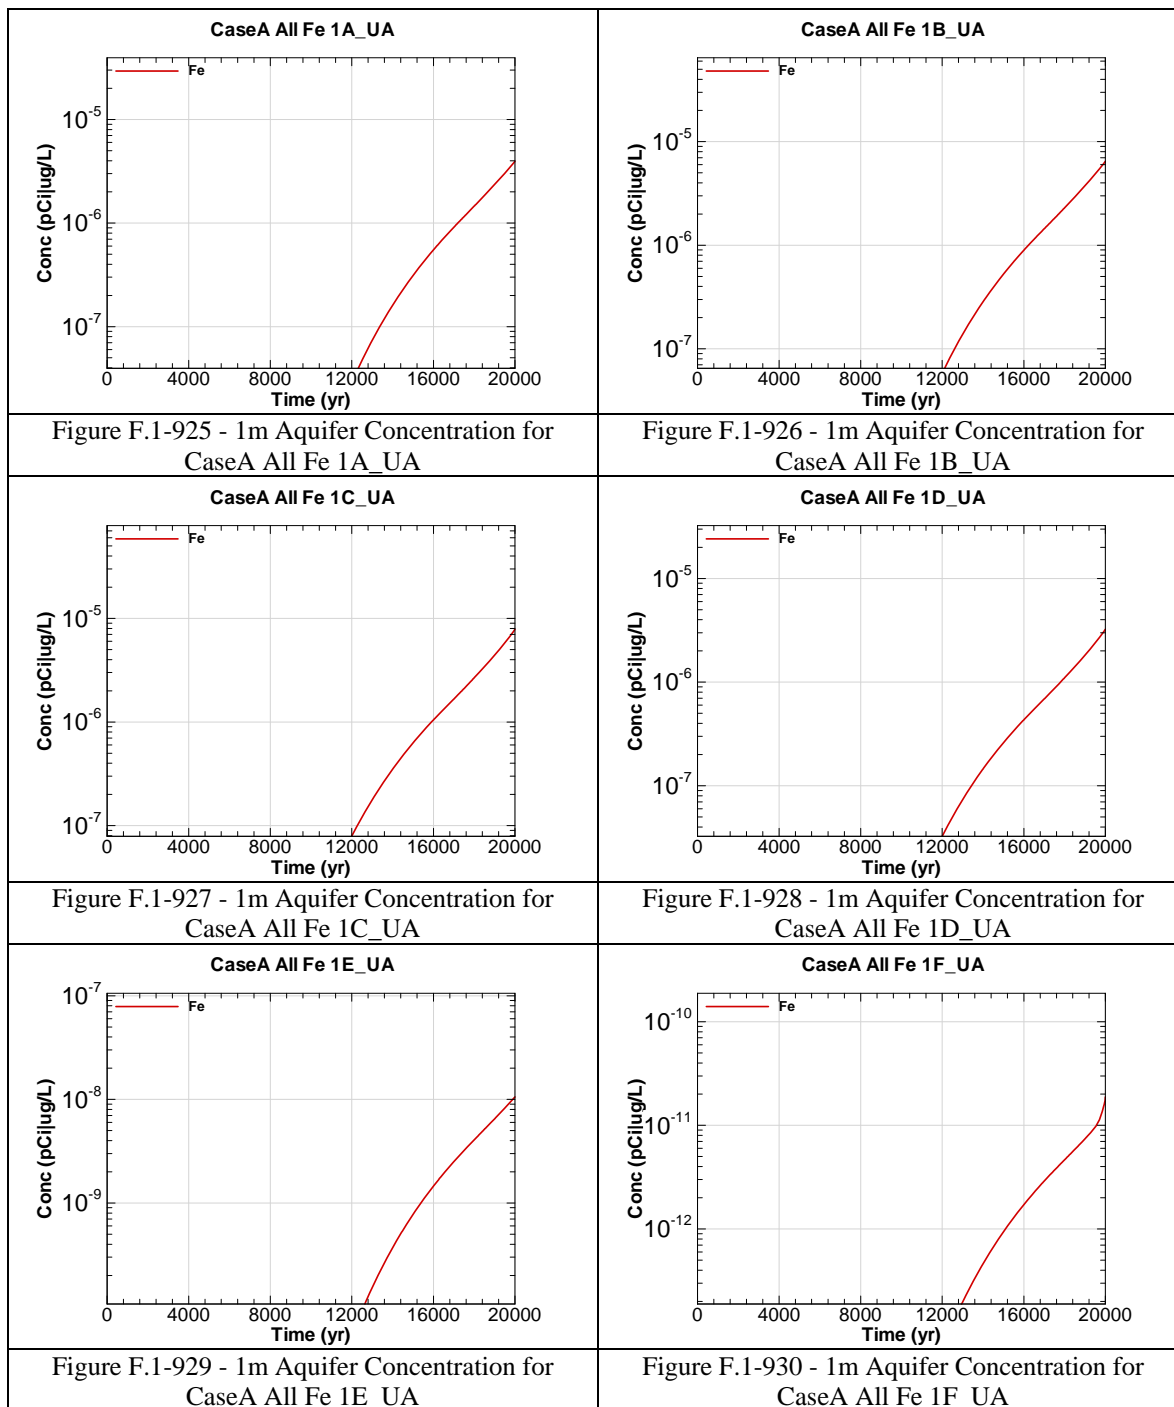 CaseA All Fe 1A_UA
Fe
10-5
10-6
10-7
Conc (pCi|ug/L)
0 4000 8000 12000 16000 20000
Time (yr)
Figure F.1-925 - 1m Aquifer Concentration for
CaseA All Fe 1A_UA
CaseA All Fe 1B_UA
Fe
10-5
10-6
10-7
Conc (pCi|ug/L)
0 4000 8000 12000 16000 20000
Time (yr)
Figure F.1-926 - 1m Aquifer Concentration for
CaseA All Fe 1B_UA
CaseA All Fe 1C_UA
Fe
10-5
10-6
10-7
Conc (pCi|ug/L)
0 4000 8000 12000 16000 20000
Time (yr)
Figure F.1-927 - 1m Aquifer Concentration for
CaseA All Fe 1C_UA
CaseA All Fe 1D_UA
Fe
10-5
10-6
10-7
Conc (pCi|ug/L)
0 4000 8000 12000 16000 20000
Time (yr)
Figure F.1-928 - 1m Aquifer Concentration for
CaseA All Fe 1D_UA
CaseA All Fe 1E_UA
Fe
10-7
10-8
10-9
Conc (pCi|ug/L)
0 4000 8000 12000 16000 20000
Time (yr)
Figure F.1-929 - 1m Aquifer Concentration for
CaseA All Fe 1E_UA
CaseA All Fe 1F_UA
Fe
10-10
10-11
10-12
Conc (pCi|ug/L)
0 4000 8000 12000 16000 20000
Time (yr)
Figure F.1-930 - 1m Aquifer Concentration for
CaseA All Fe 1F_UA